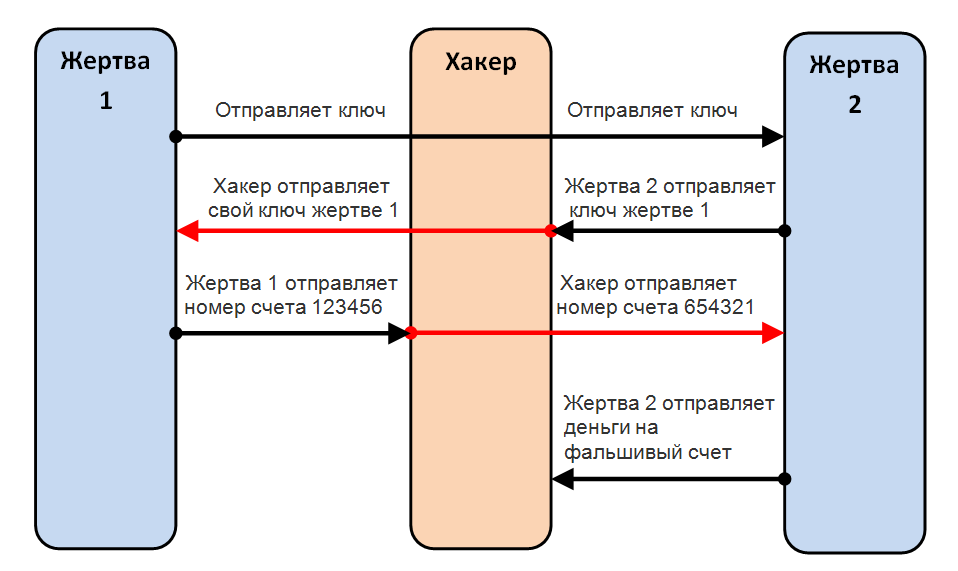 Жертва
1
Хакер
Жертва
2
Отправляет ключ
Отправляет ключ
Хакер отправляет
свой ключ жертве 1
Жертва 2 отправляет
ключ жертве 1
Жертва 1 отправляет
номер счета 123456
Хакер отправляет
номер счета 654321
Жертва 2 отправляет
деньги на
фальшивый счет